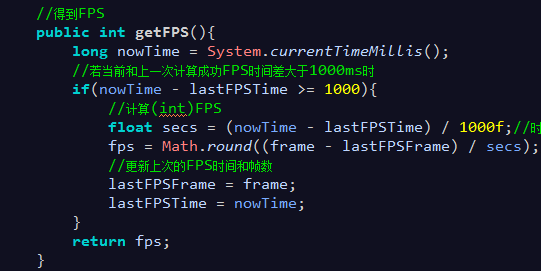 //得到FPS
public int getFPS(){
long nowTime = System.currentTimeMillis();
//若当前和上一次计算成功FPS时间差大于1000ms时
if(nowTime - lastFPSTime >= 1000){
//计算(int)FPS
float secs = (nowTime - lastFPSTime) / 1000f;//时
fps = Math.round((frame - lastFPSFrame) / secs);
//更新上次的FPS时间和帧数
lastFPSFrame = frame;
lastFPSTime = nowTime;
}
return fps;
}